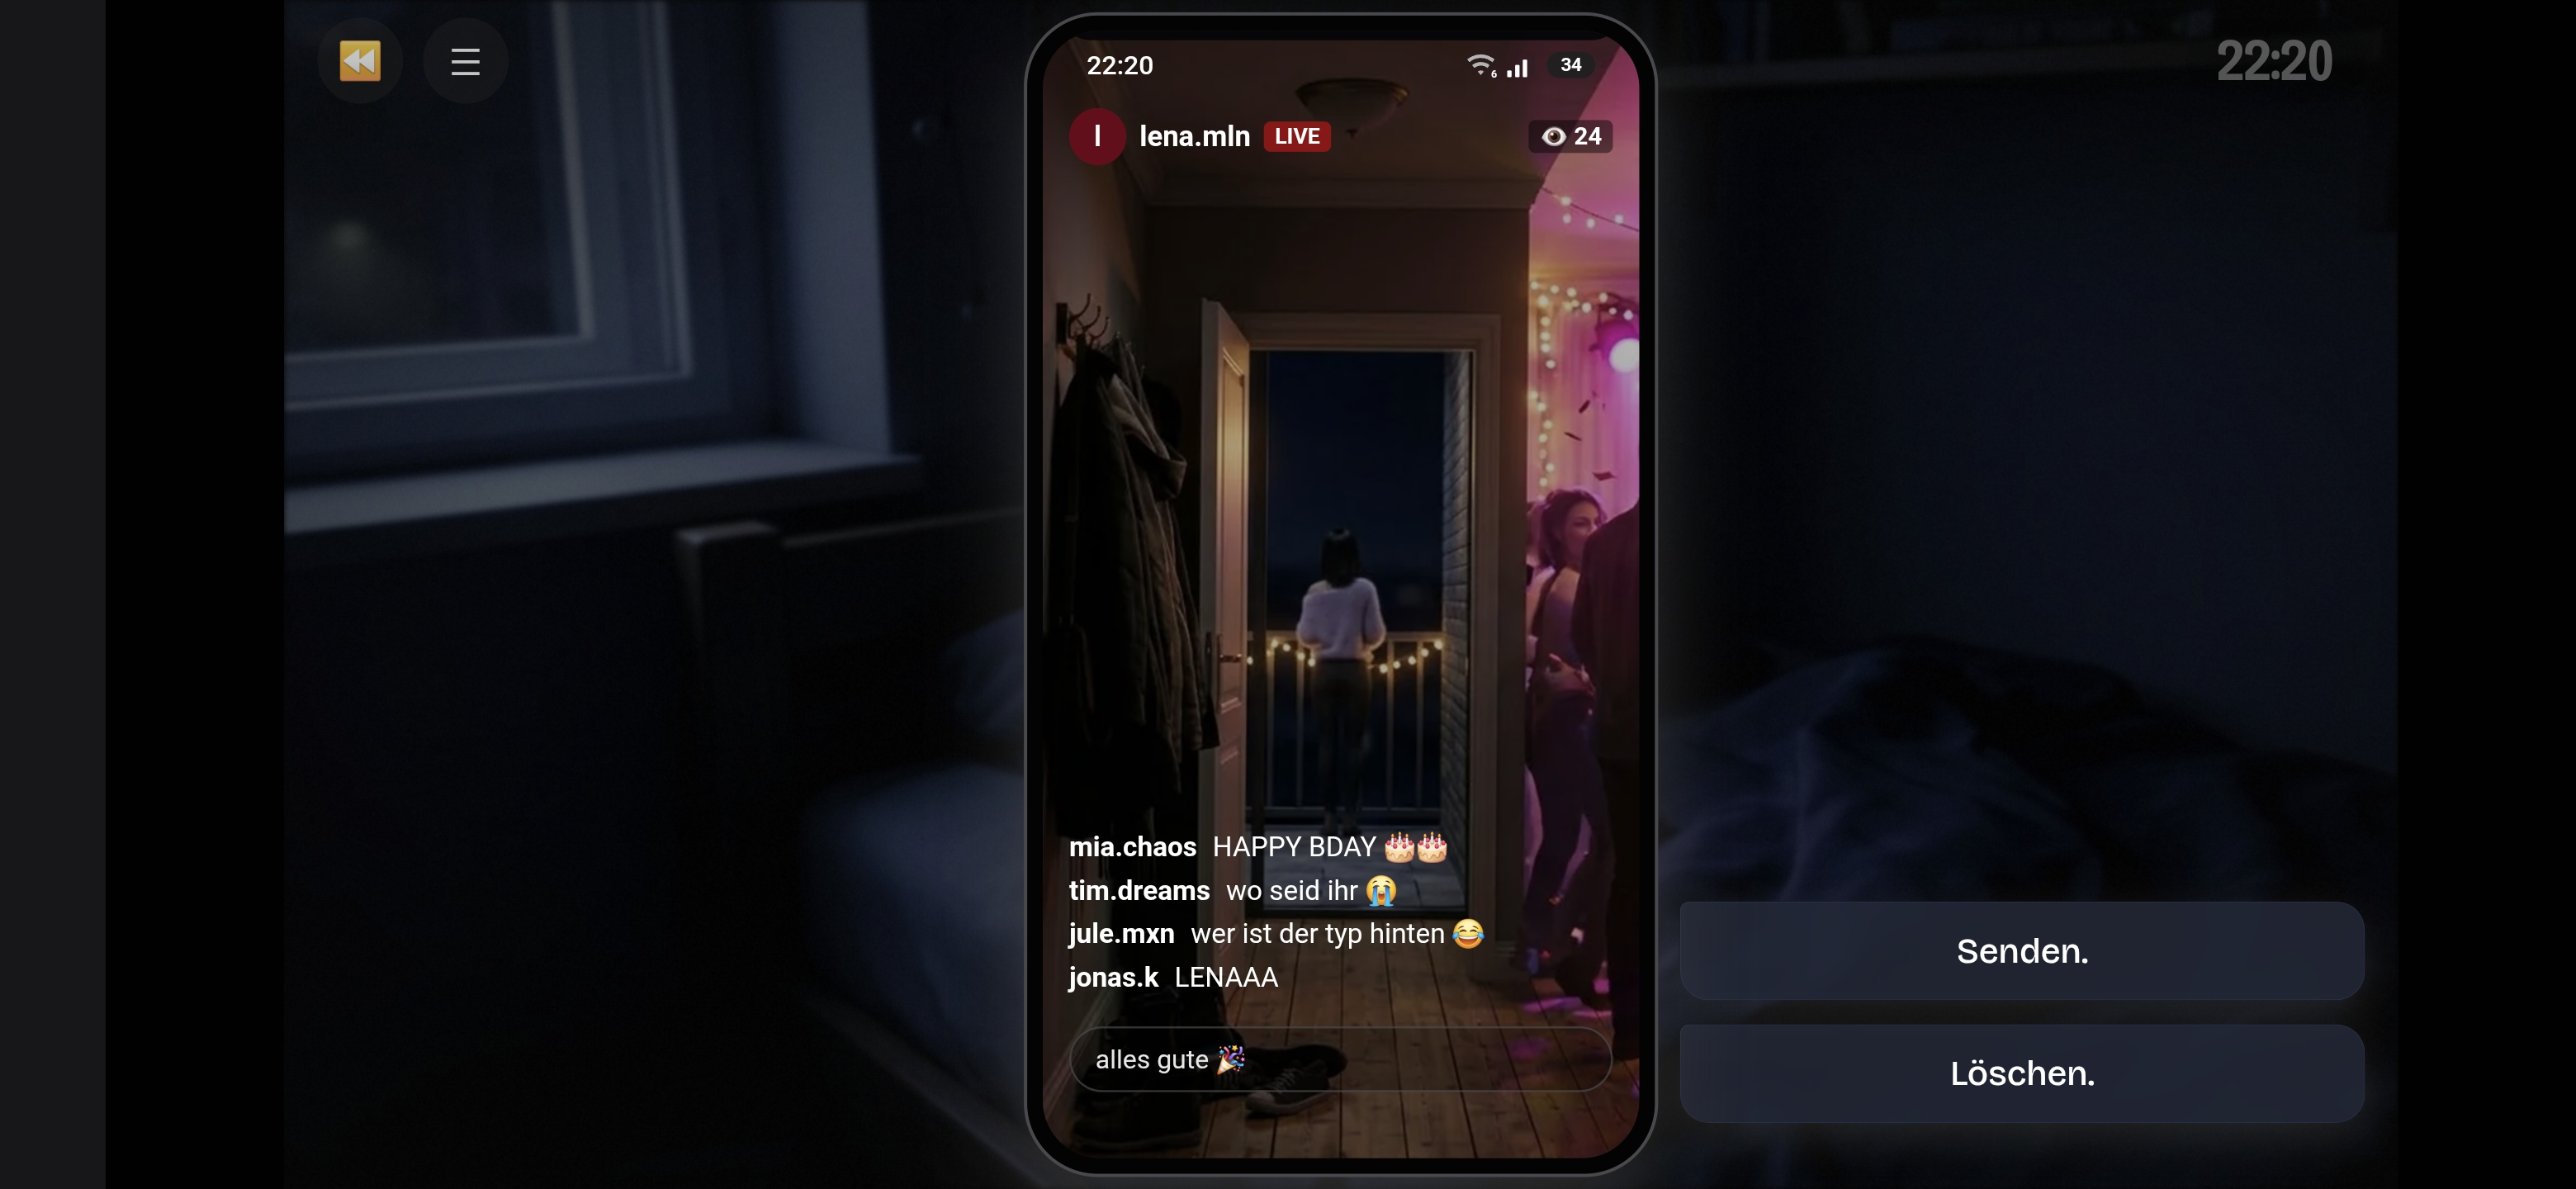 22:20
22:20
6
34
l
lena.mln LIVE
24
mia.chaos HAPPY BDAY 🎂🎂
tim.dreams wo seid ihr 😭
jule.mxn wer ist der typ hinten 😂
jonas.k LENAAA
alles gute 🎉
Senden.
Löschen.